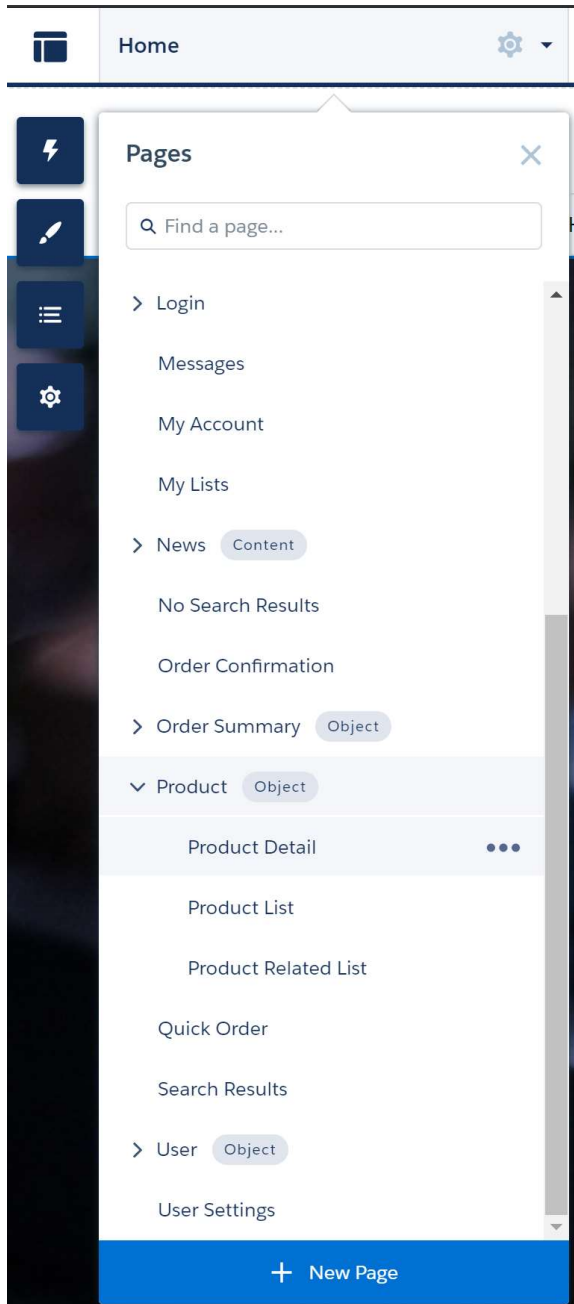 Home
Pages
Find a page...
Login
Messages
My Account
My Lists
News Content
No Search Results
Order Confirmation
Order Summary Object
Product Object
Product Detail
Product List
Product Related List
Quick Order
Search Results
User Object
User Settings
+ New Page